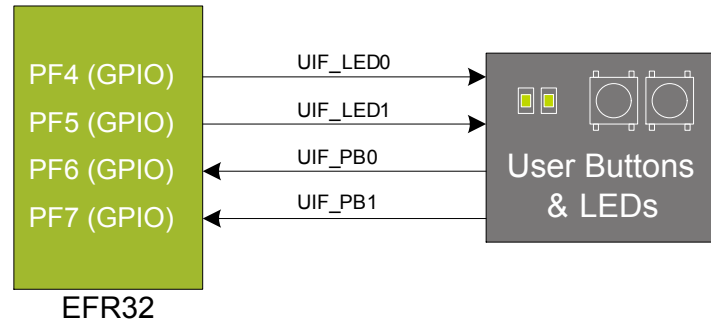 PF4 (GPIO)
UIF_LED0
PF5 (GPIO)
UIF_LED1
PF6 (GPIO)
UIF_PB0
PF7 (GPIO)
UIF_PB1
User Buttons
& LEDs
EFR32